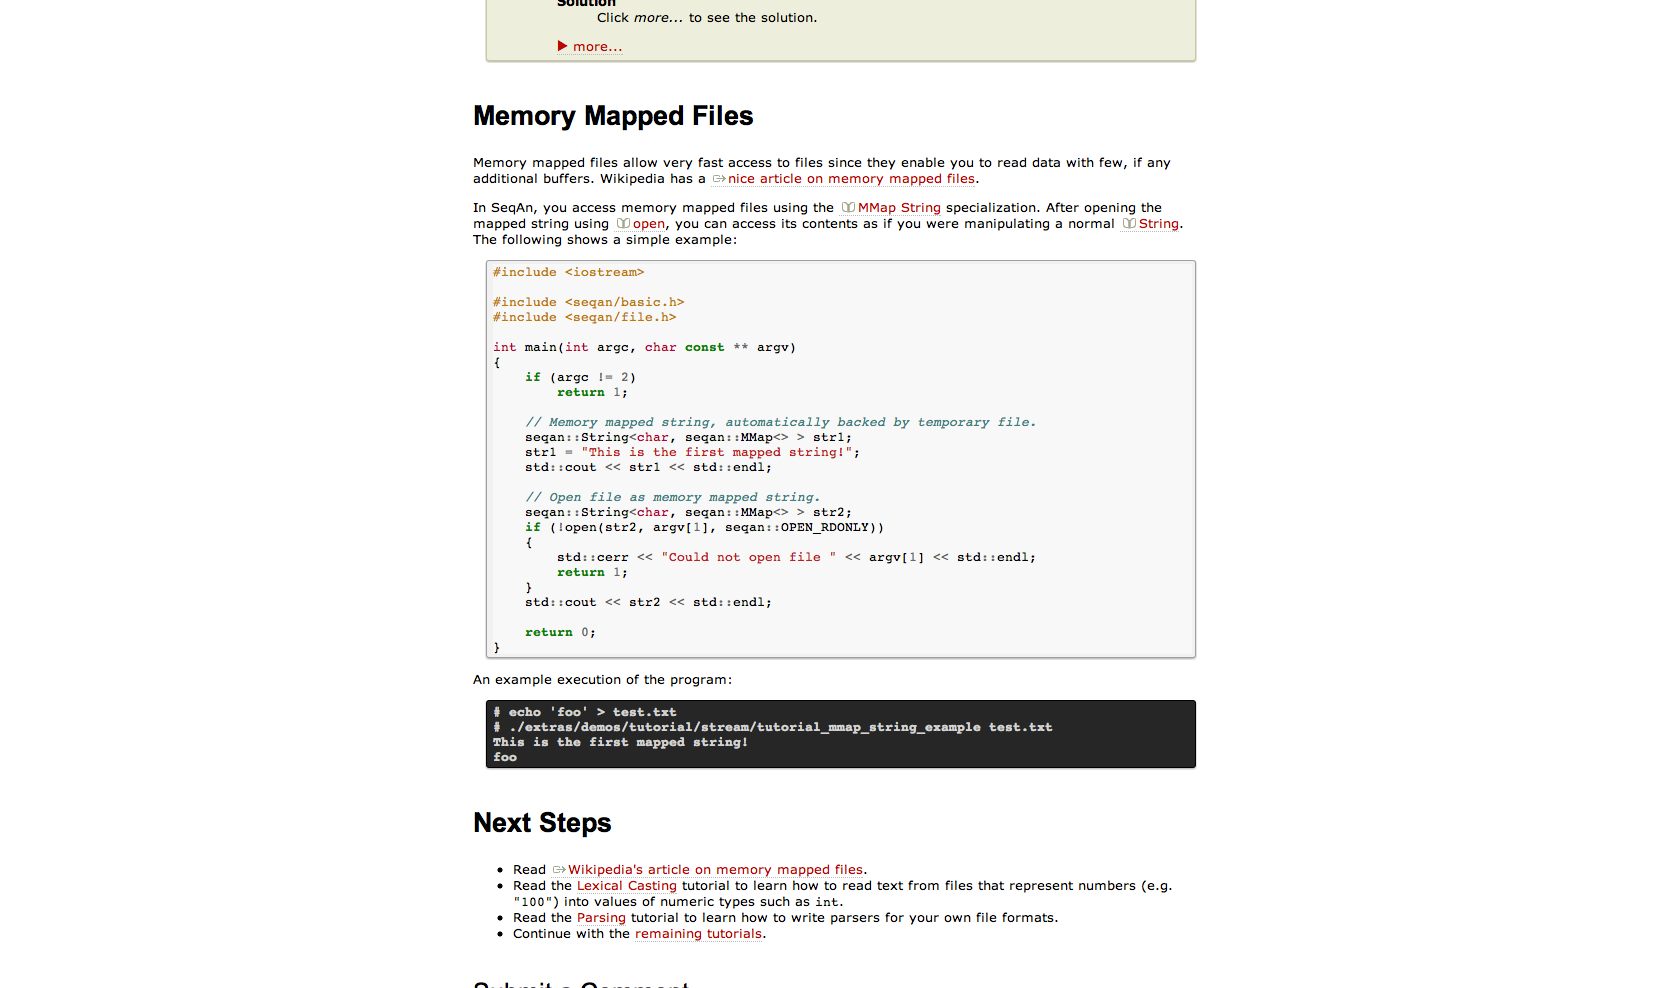 Solution
Click more... to see the solution.
▶ more...
Memory Mapped Files
Memory mapped files allow very fast access to files since they enable you to read data with few, if any
additional buffers. Wikipedia has a nice article on memory mapped files.
In SeqAn, you access memory mapped files using the MMap String specialization. After opening the
mapped string using open, you can access its contents as if you were manipulating a normal String.
The following shows a simple example:
#include <iostream>
#include <seqan/basic.h>
#include <seqan/file.h>
int main(int argc, char const ** argv)
{
    if (argc != 2)
        return 1;
    // Memory mapped string, automatically backed by temporary file.
    seqan::String<char, seqan::MMap<> > str1;
    str1 = "This is the first mapped string!";
    std::cout << str1 << std::endl;
    // Open file as memory mapped string.
    seqan::String<char, seqan::MMap<> > str2;
    if (!open(str2, argv[1], seqan::OPEN_RDONLY))
    {
        std::cerr << "Could not open file " << argv[1] << std::endl;
        return 1;
    }
    std::cout << str2 << std::endl;
    return 0;
}
An example execution of the program:
# echo 'foo' > test.txt
# ./extras/demos/tutorial/stream/tutorial_mmap_string_example test.txt
This is the first mapped string!
foo
Next Steps
• Read Wikipedia's article on memory mapped files.
• Read the Lexical Casting tutorial to learn how to read text from files that represent numbers (e.g.
"100") into values of numeric types such as int.
• Read the Parsing tutorial to learn how to write parsers for your own file formats.
• Continue with the remaining tutorials.
Submit a Comment